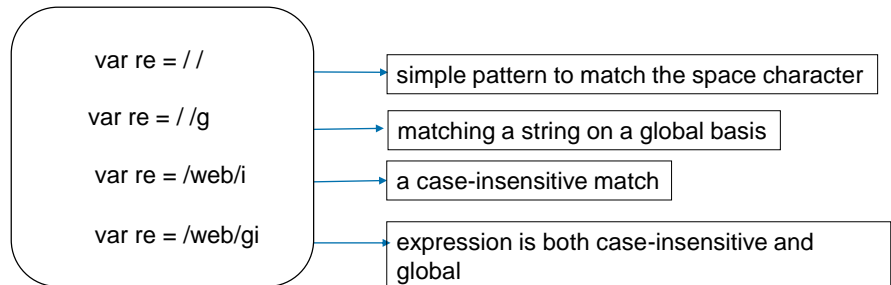 var re = / /
simple pattern to match the space character
var re = / /g
matching a string on a global basis
var re = /web/i
a case-insensitive match
var re = /web/gi
expression is both case-insensitive and
global